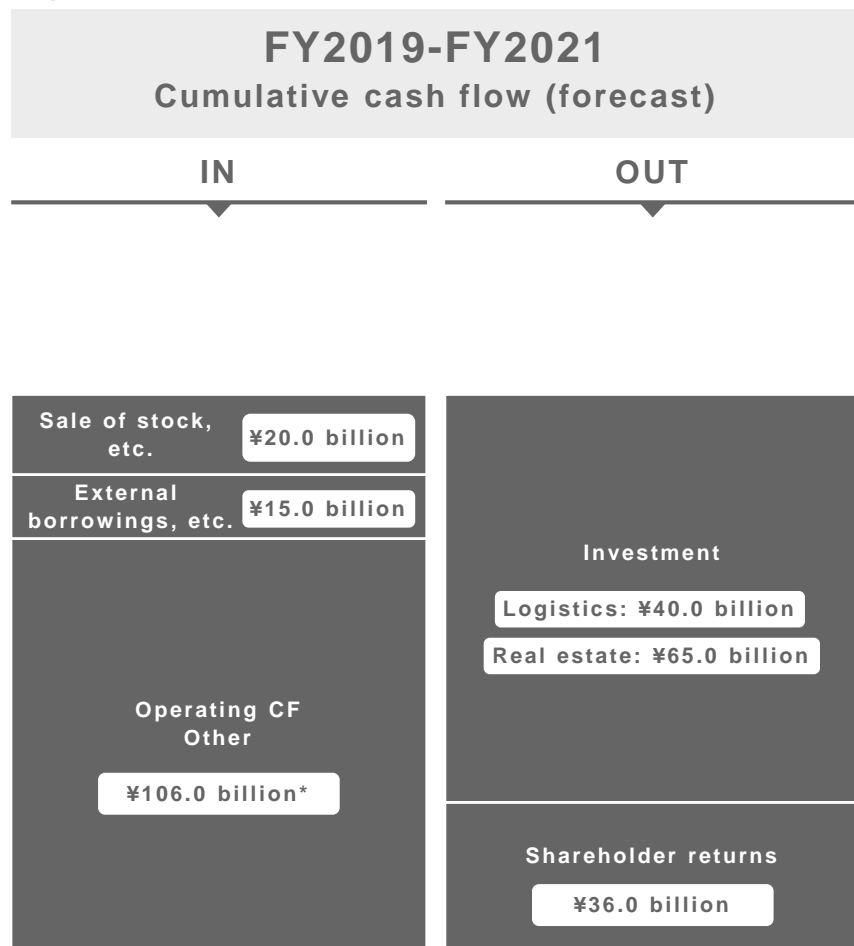 FY2019-FY2021
Cumulative cash flow (forecast)
IN
OUT
Sale of stock,
etc.
¥20.0 billion
External
borrowings, etc.
¥15.0 billion
Operating CF
Other
¥106.0 billion*
Investment
Logistics: ¥40.0 billion
Real estate: ¥65.0 billion
Shareholder returns
¥36.0 billion